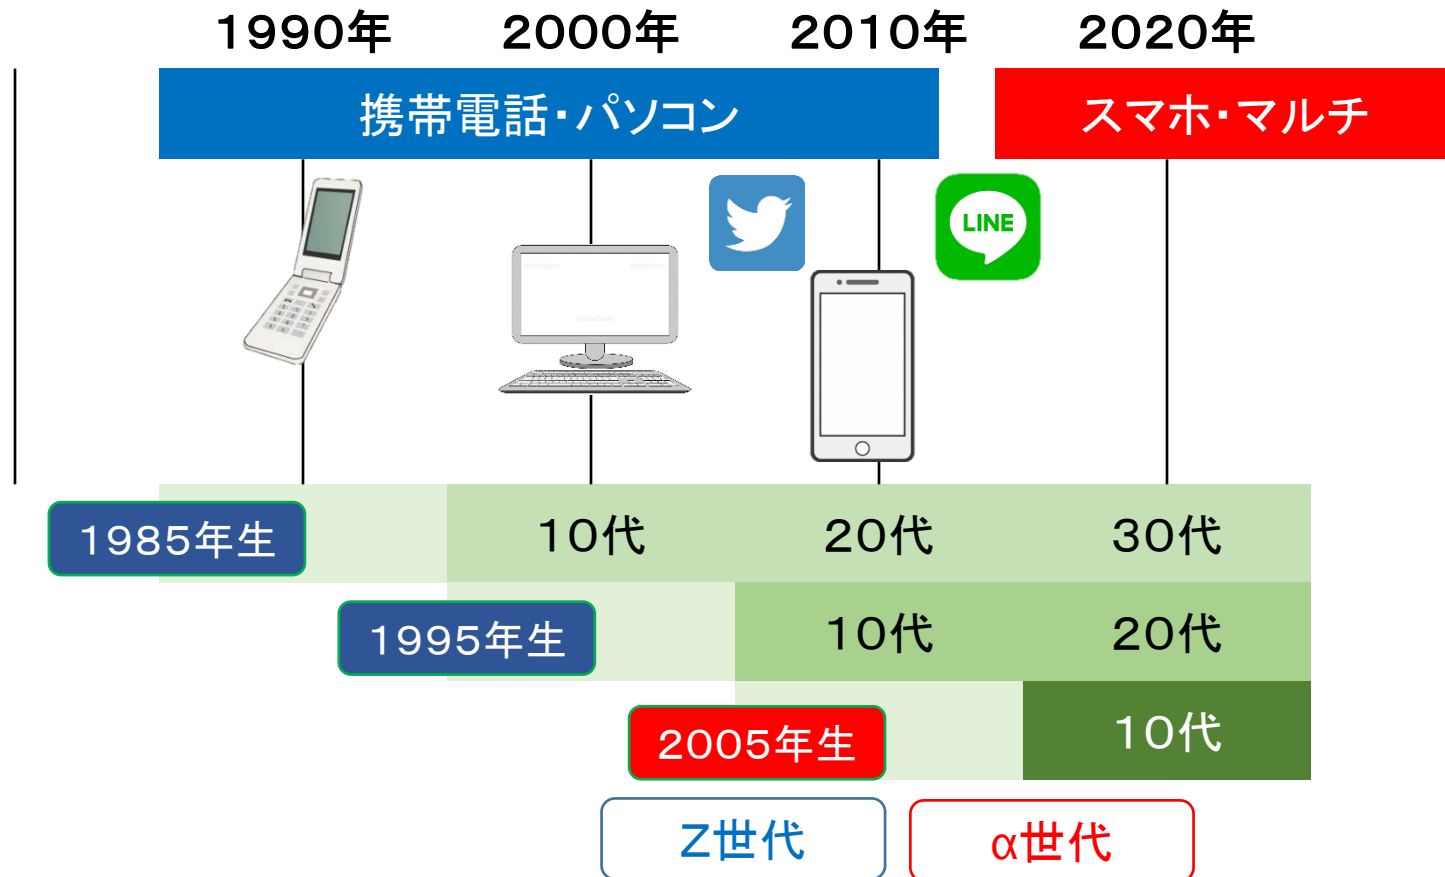 1990年 2000年 2010年 2020年
携帯電話・パソコン スマホ・マルチ
LINE
1985年生 10代 20代 30代
1995年生 10代 20代
2005年生 10代
Z世代 α世代